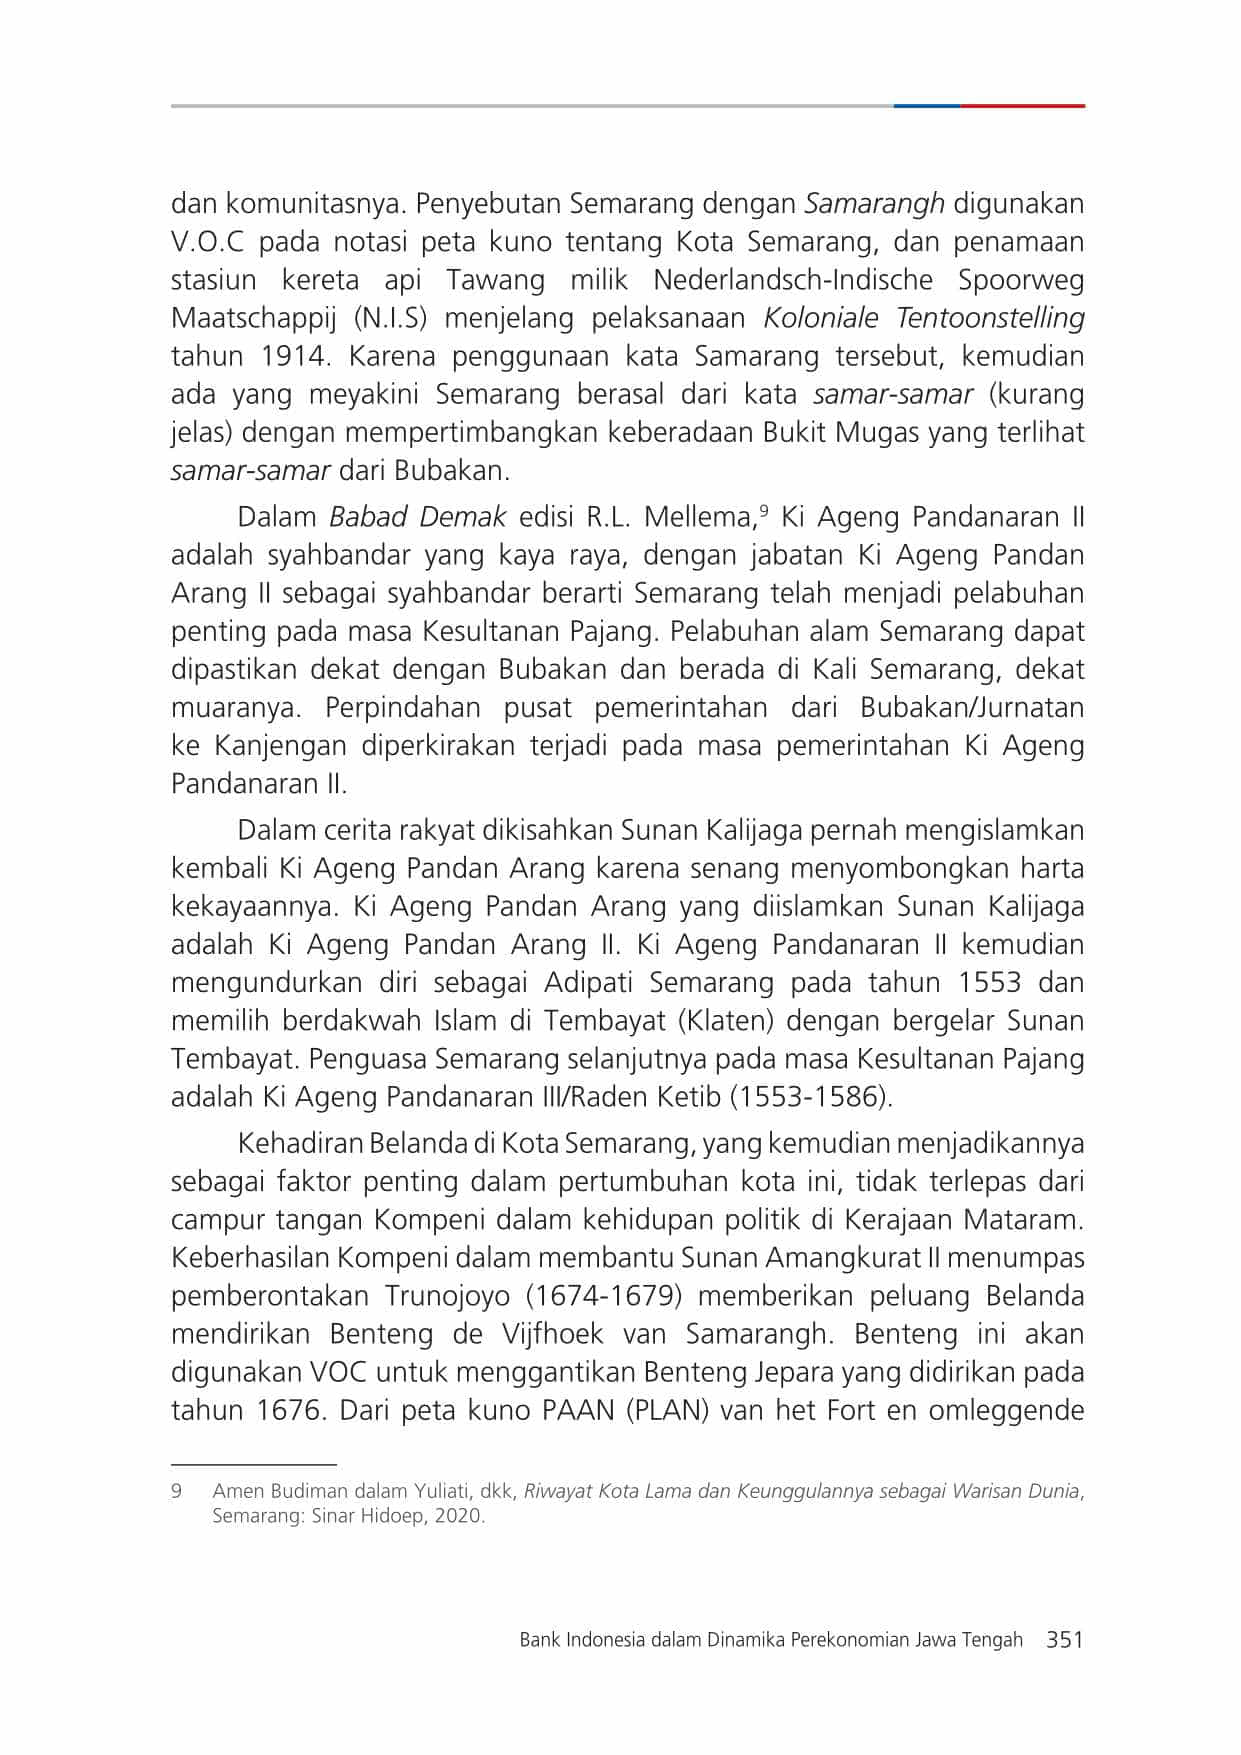 dan komunitasnya. Penyebutan Semarang dengan Samarangh digunakan
V.O.C pada notasi peta kuno tentang Kota Semarang, dan penamaan
stasiun kereta api Tawang milik Nederlandsch-Indische Spoorweg
Maatschappij (N.I.S) menjelang pelaksanaan Koloniale Tentoonstelling
tahun 1914. Karena penggunaan kata Samarang tersebut, kemudian
ada yang meyakini Semarang berasal dari kata samar-samar (kurang
jelas) dengan mempertimbangkan keberadaan Bukit Mugas yang terlihat
samar-samar dari Bubakan.
Dalam Babad Demak edisi R.L. Mellema,⁹ Ki Ageng Pandanaran II
adalah syahbandar yang kaya raya, dengan jabatan Ki Ageng Pandan
Arang II sebagai syahbandar berarti Semarang telah menjadi pelabuhan
penting pada masa Kesultanan Pajang. Pelabuhan alam Semarang dapat
dipastikan dekat dengan Bubakan dan berada di Kali Semarang, dekat
muaranya. Perpindahan pusat pemerintahan dari Bubakan/Jurnatan
ke Kanjengan diperkirakan terjadi pada masa pemerintahan Ki Ageng
Pandanaran II.
Dalam cerita rakyat dikisahkan Sunan Kalijaga pernah mengislamkan
kembali Ki Ageng Pandan Arang karena senang menyombongkan harta
kekayaannya. Ki Ageng Pandan Arang yang diislamkan Sunan Kalijaga
adalah Ki Ageng Pandan Arang II. Ki Ageng Pandanaran II kemudian
mengundurkan diri sebagai Adipati Semarang pada tahun 1553 dan
memilih berdakwah Islam di Tembayat (Klaten) dengan bergelar Sunan
Tembayat. Penguasa Semarang selanjutnya pada masa Kesultanan Pajang
adalah Ki Ageng Pandanaran III/Raden Ketib (1553-1586).
Kehadiran Belanda di Kota Semarang, yang kemudian menjadikannya
sebagai faktor penting dalam pertumbuhan kota ini, tidak terlepas dari
campur tangan Kompeni dalam kehidupan politik di Kerajaan Mataram.
Keberhasilan Kompeni dalam membantu Sunan Amangkurat II menumpas
pemberontakan Trunojoyo (1674-1679) memberikan peluang Belanda
mendirikan Benteng de Vijfhoek van Samarangh. Benteng ini akan
digunakan VOC untuk menggantikan Benteng Jepara yang didirikan pada
tahun 1676. Dari peta kuno PAAN (PLAN) van het Fort en omleggende
9 Amen Budiman dalam Yuliati, dkk, Riwayat Kota Lama dan Keunggulannya sebagai Warisan Dunia,
Semarang: Sinar Hidoep, 2020.
Bank Indonesia dalam Dinamika Perekonomian Jawa Tengah 351